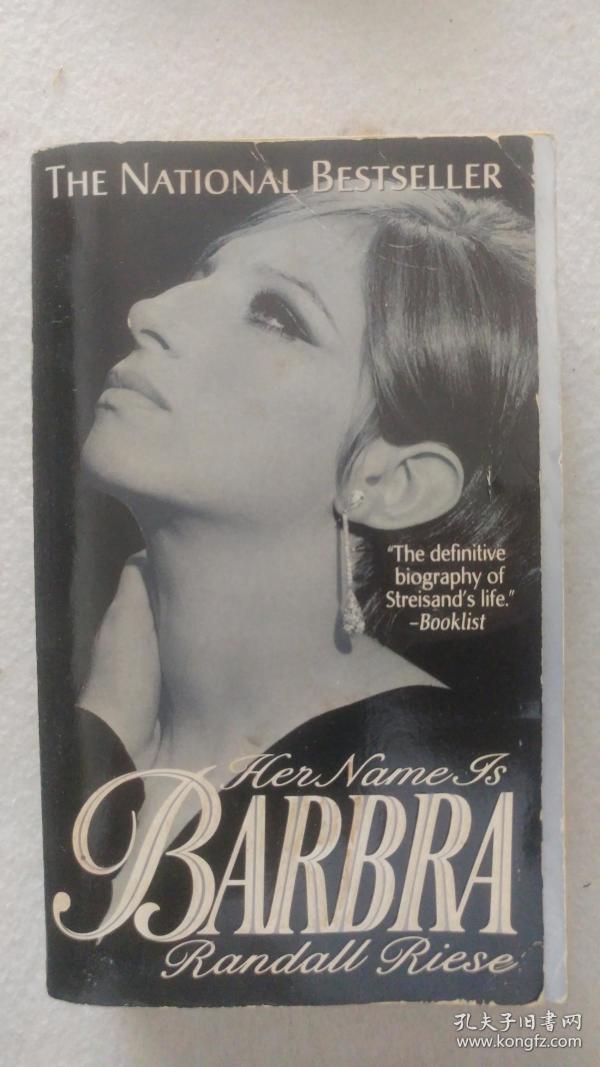 THE NATIONAL BESTSELLER
"The definitive
biography of
Streisand's life."
–Booklist
Her Name Is
BARBRA
Randall Riese
孔夫子旧書网
www.kongfz.com